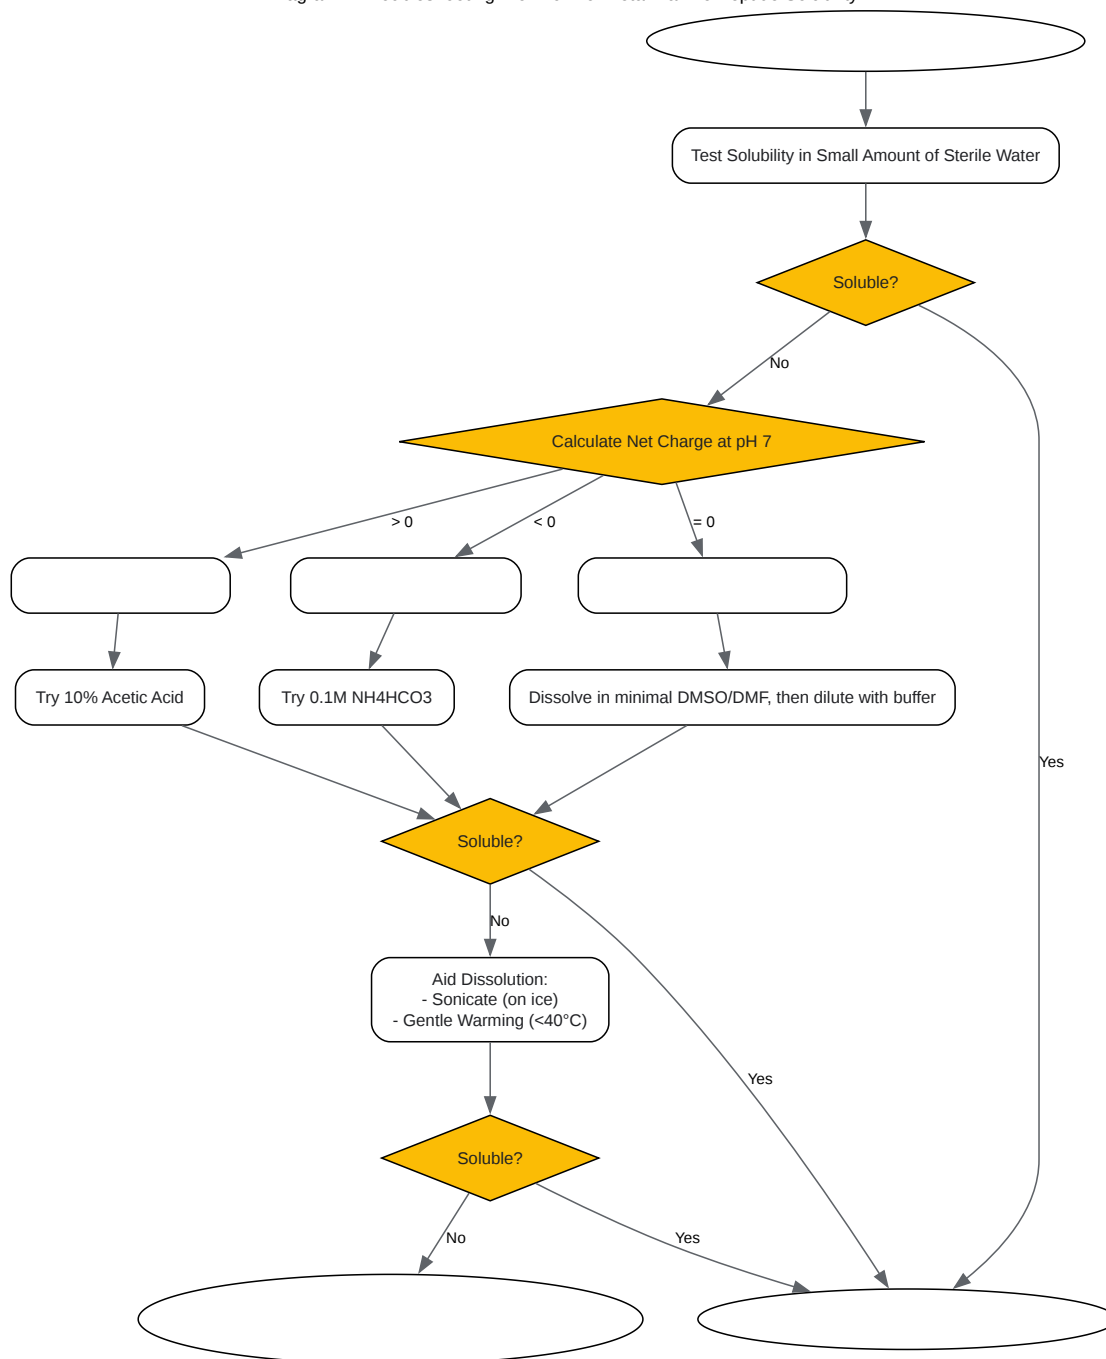 Test Solubility in Small Amount of Sterile Water
Soluble?
No
Calculate Net Charge at pH 7
> 0
< 0
= 0
Try 10% Acetic Acid
Try 0.1M NH4HCO3
Dissolve in minimal DMSO/DMF, then dilute with buffer
Yes
Soluble?
No
Aid Dissolution:
- Sonicate (on ice)
- Gentle Warming (<40°C)
Yes
Soluble?
No
Yes